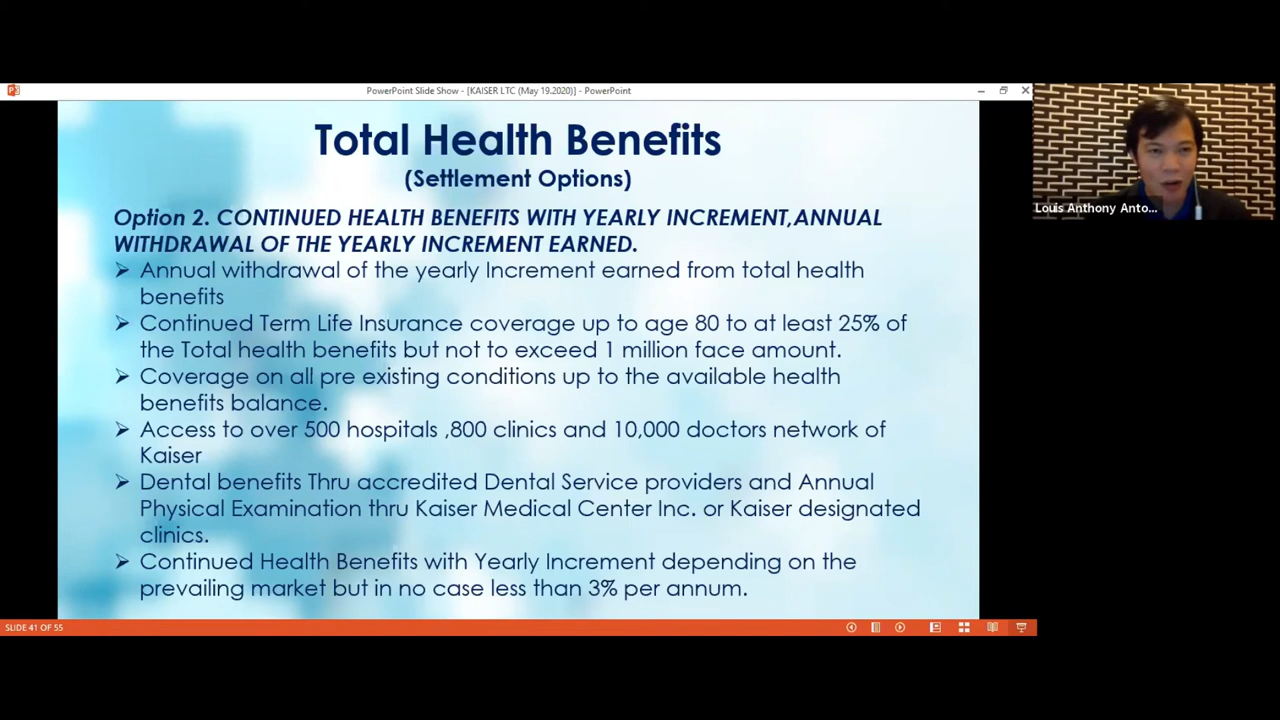 PowerPoint Slide Show - [KAISER LTC (May 19.2020)] - PowerPoint
Total Health Benefits
(Settlement Options)
Option 2. CONTINUED HEALTH BENEFITS WITH YEARLY INCREMENT,ANNUAL
WITHDRAWAL OF THE YEARLY INCREMENT EARNED.
➢ Annual withdrawal of the yearly Increment earned from total health
benefits
➢ Continued Term Life Insurance coverage up to age 80 to at least 25% of
the Total health benefits but not to exceed 1 million face amount.
➢ Coverage on all pre existing conditions up to the available health
benefits balance.
➢ Access to over 500 hospitals ,800 clinics and 10,000 doctors network of
Kaiser
➢ Dental benefits Thru accredited Dental Service providers and Annual
Physical Examination thru Kaiser Medical Center Inc. or Kaiser designated
clinics.
➢ Continued Health Benefits with Yearly Increment depending on the
prevailing market but in no case less than 3% per annum.
SLIDE 41 OF 55
Louis Anthony Anto...